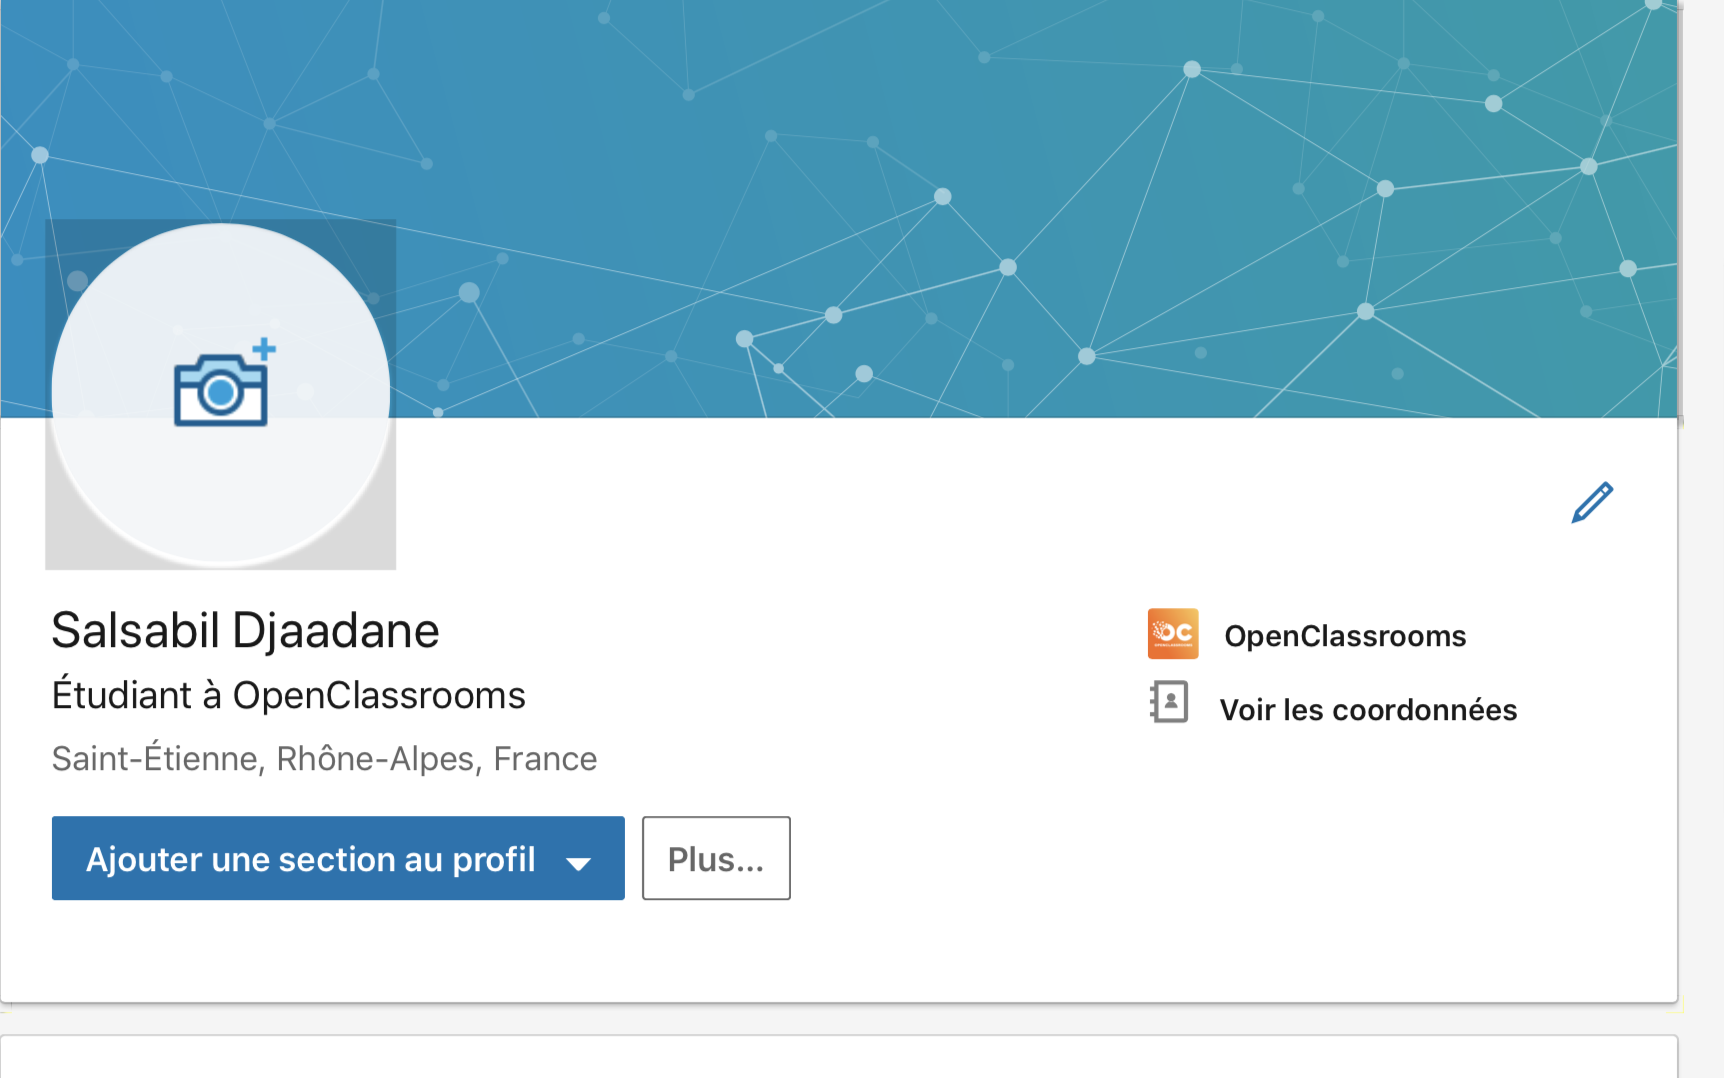 Salsabil Djaadane
Étudiant à OpenClassrooms
Saint-Étienne, Rhône-Alpes, France
Ajouter une section au profil
Plus...
OC
OPENCLASSROOMS
OpenClassrooms
Voir les coordonnées